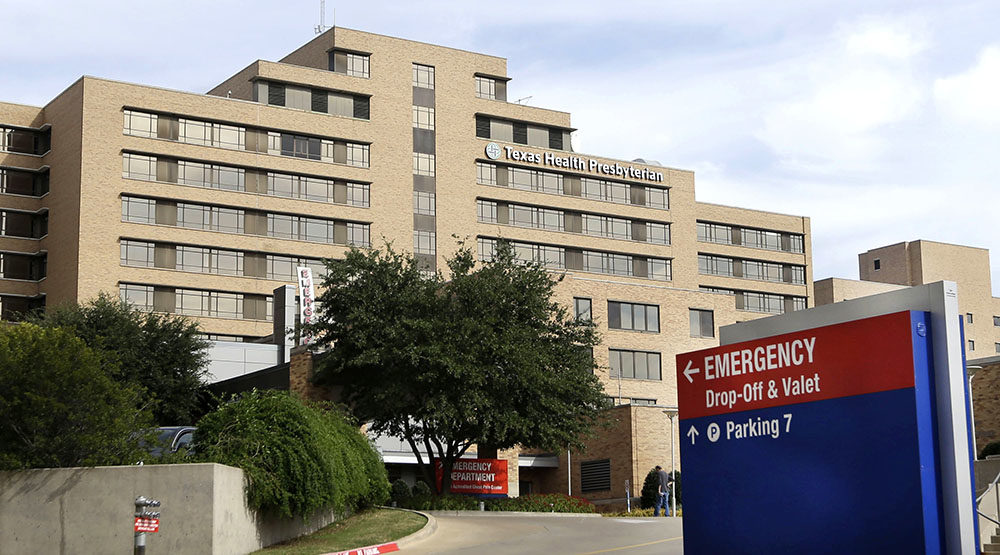 Texas Health Presbyterian
EMERGENCY
Drop-Off & Valet
P Parking 7
EMERGENCY
DEPARTMENT